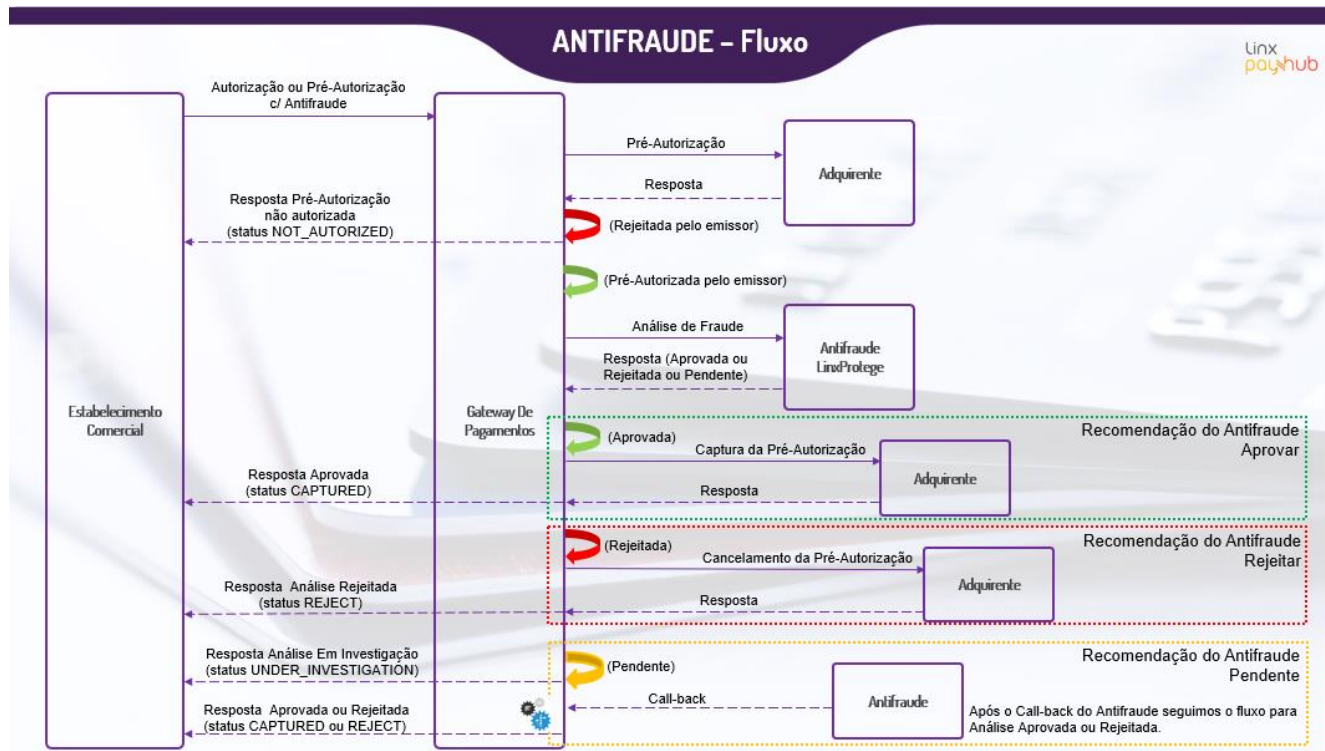 ANTIFRAUDE – Fluxo
Linx
payhub
Autorização ou Pré-Autorização
c/ Antifraude
Pré-Autorização
Adquirente
Resposta
Resposta Pré-Autorização
não autorizada
(status NOT_AUTORIZED)
(Rejeitada pelo emissor)
(Pré-Autorizada pelo emissor)
Análise de Fraude
Antifraude
LinxProtege
Resposta (Aprovada ou
Rejeitada ou Pendente)
Estabelecimento
Comercial
Gateway De
Pagamentos
Recomendação do Antifraude
Aprovar
(Aprovada)
Captura da Pré-Autorização
Adquirente
Resposta Aprovada
(status CAPTURED)
Resposta
Recomendação do Antifraude
Rejeitar
(Rejeitada)
Cancelamento da Pré-Autorização
Adquirente
Resposta Análise Rejeitada
(status REJECT)
Resposta
Recomendação do Antifraude
Pendente
Resposta Análise Em Investigação
(status UNDER_INVESTIGATION)
(Pendente)
Call-back
Antifraude
Após o Call-back do Antifraude seguimos o fluxo para
Análise Aprovada ou Rejeitada.
Resposta Aprovada ou Rejeitada
(status CAPTURED ou REJECT)